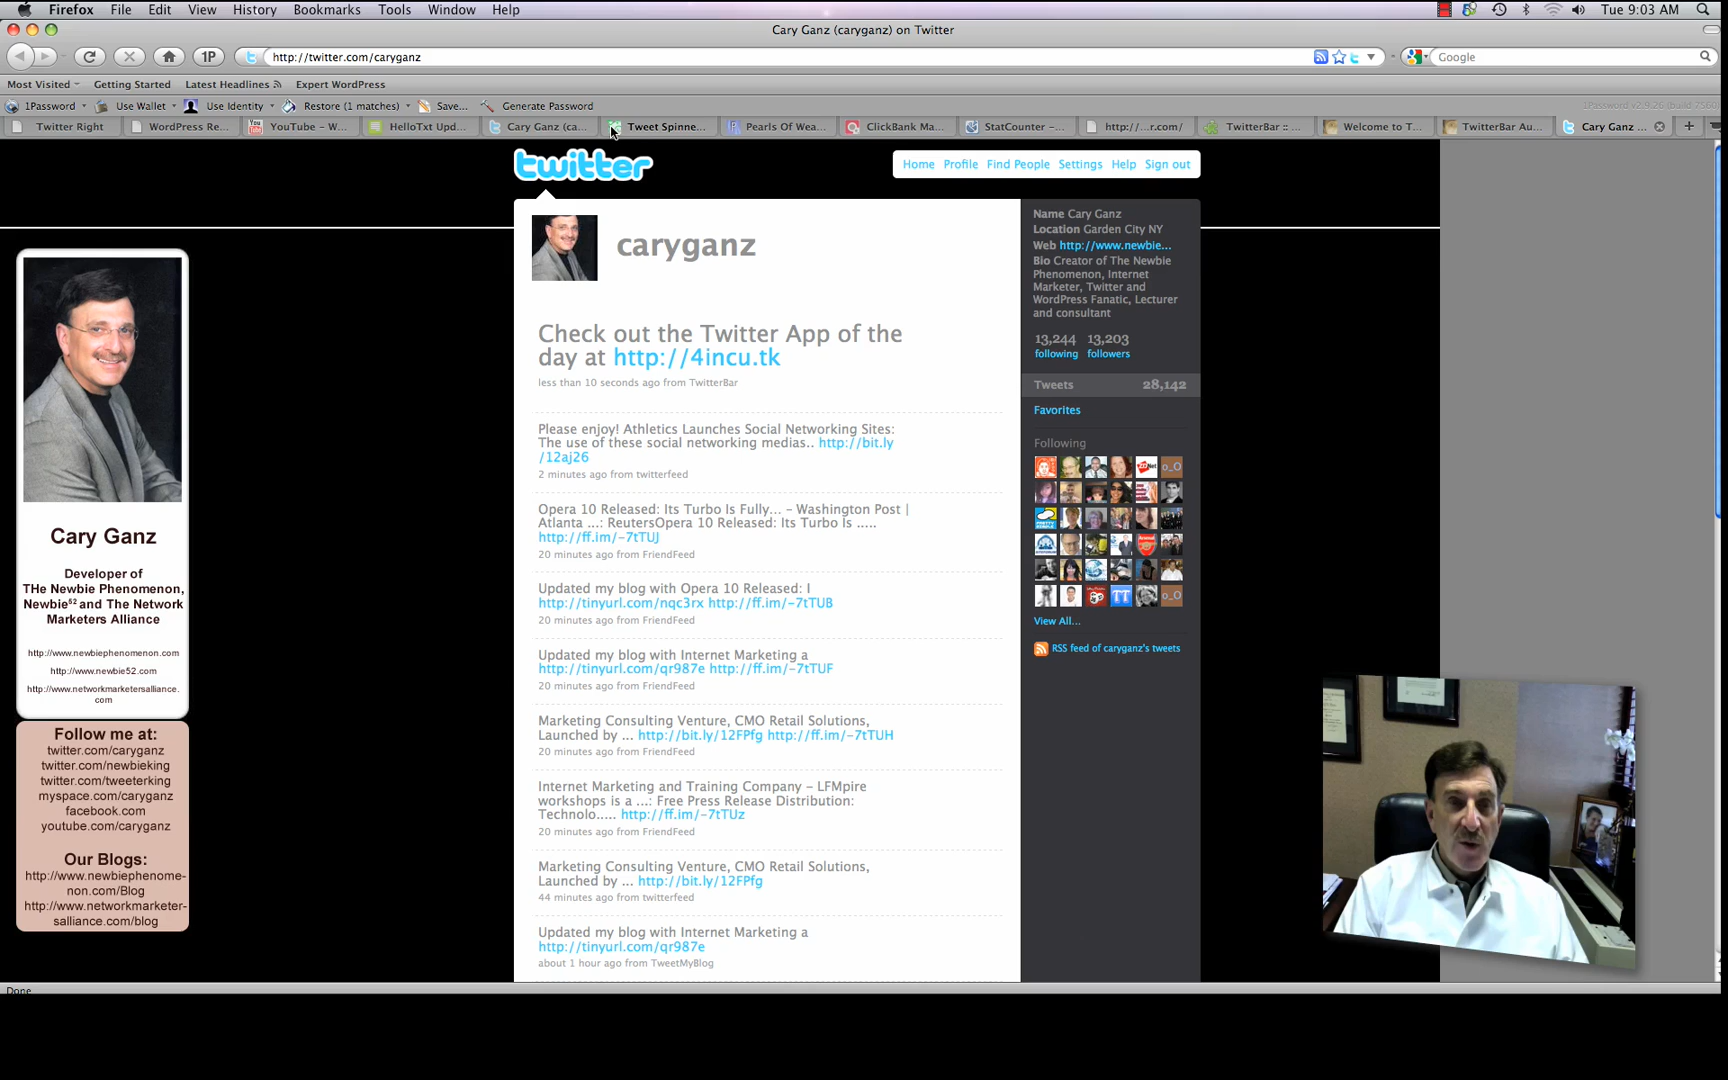 Firefox File Edit View History Bookmarks Tools Window Help
Tue 9:03 AM
Cary Ganz (caryganz) on Twitter
1P http://twitter.com/caryganz
Google
Most Visited Getting Started Latest Headlines Expert WordPress
1Password Use Wallet Use Identity Restore (1 matches) Save... Generate Password
Twitter Right WordPress Re... YouTube – W... HelloTxt Upd... Cary Ganz (ca... Tweet Spinne... Pearls Of Wea... ClickBank Ma... StatCounter –... http://...r.com/ TwitterBar :: ... Welcome to T... TwitterBar Au... Cary Ganz ...
twitter
Home Profile Find People Settings Help Sign out
caryganz
Check out the Twitter App of the
day at http://4incu.tk
less than 10 seconds ago from TwitterBar
Please enjoy! Athletics Launches Social Networking Sites:
The use of these social networking medias.. http://bit.ly
/12aj26
2 minutes ago from twitterfeed
Opera 10 Released: Its Turbo Is Fully... – Washington Post |
Atlanta ...: ReutersOpera 10 Released: Its Turbo Is .....
http://ff.im/-7tTUJ
20 minutes ago from FriendFeed
Updated my blog with Opera 10 Released: I
http://tinyurl.com/nqc3rx http://ff.im/-7tTUB
20 minutes ago from FriendFeed
Updated my blog with Internet Marketing a
http://tinyurl.com/qr987e http://ff.im/-7tTUF
20 minutes ago from FriendFeed
Marketing Consulting Venture, CMO Retail Solutions,
Launched by ... http://bit.ly/12FPfg http://ff.im/-7tTUH
20 minutes ago from FriendFeed
Internet Marketing and Training Company – LFMpire
workshops is a ...: Free Press Release Distribution:
Technolo..... http://ff.im/-7tTUz
20 minutes ago from FriendFeed
Marketing Consulting Venture, CMO Retail Solutions,
Launched by ... http://bit.ly/12FPfg
44 minutes ago from twitterfeed
Updated my blog with Internet Marketing a
http://tinyurl.com/qr987e
about 1 hour ago from TweetMyBlog
Name Cary Ganz
Location Garden City NY
Web http://www.newbie...
Bio Creator of The Newbie
Phenomenon, Internet
Marketer, Twitter and
WordPress Fanatic, Lecturer
and consultant
13,244 13,203
following followers
Tweets 28,142
Favorites
Following
View All...
RSS feed of caryganz's tweets
Cary Ganz
Developer of
THe Newbie Phenomenon,
Newbie52 and The Network
Marketers Alliance
http://www.newbiephenomenon.com
http://www.newbie52.com
http://www.networkmarketersalliance.
com
Follow me at:
twitter.com/caryganz
twitter.com/newbieking
twitter.com/tweeterking
myspace.com/caryganz
facebook.com
youtube.com/caryganz
Our Blogs:
http://www.newbiephenome-
non.com/Blog
http://www.networkmarketer-
salliance.com/blog
Done